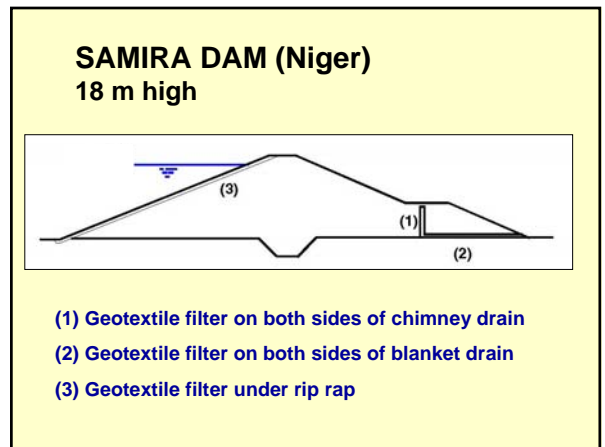 SAMIRA DAM (Niger)
18 m high
(3)
(1)
(2)
(1) Geotextile filter on both sides of chimney drain
(2) Geotextile filter on both sides of blanket drain
(3) Geotextile filter under rip rap